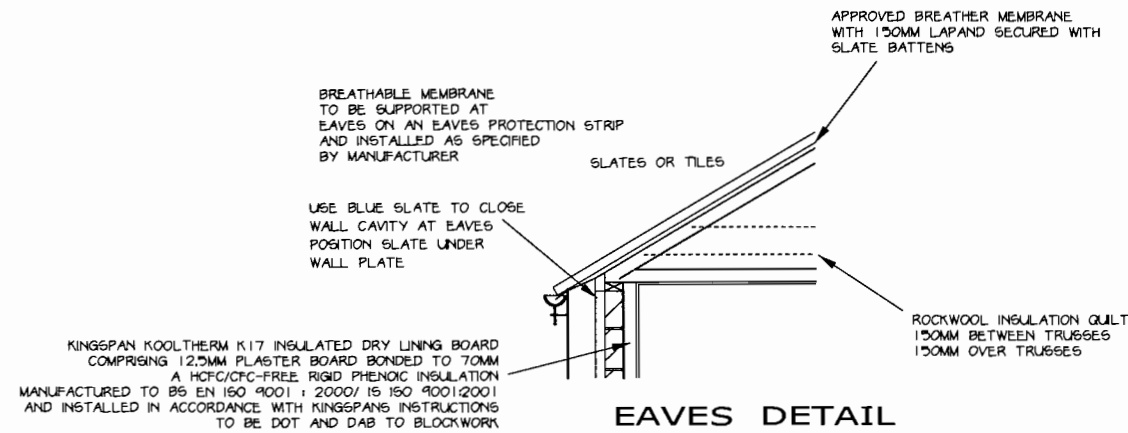 APPROVED BREATHER MEMBRANE
WITH 150MM LAPAND SECURED WITH
SLATE BATTENS
BREATHABLE MEMBRANE
TO BE SUPPORTED AT
EAVES ON AN EAVES PROTECTION STRIP
AND INSTALLED AS SPECIFIED
BY MANUFACTURER
SLATES OR TILES
USE BLUE SLATE TO CLOSE
WALL CAVITY AT EAVES
POSITION SLATE UNDER
WALL PLATE
ROCKWOOL INSULATION QUILT
150MM BETWEEN TRUSSES
150MM OVER TRUSSES
KINGSPAN KOOLTHERM K17 INSULATED DRY LINING BOARD
COMPRISING 12.5MM PLASTER BOARD BONDED TO 70MM
A HCFC/CFC-FREE RIGID PHENOIC INSULATION
MANUFACTURED TO BS EN ISO 9001 : 2000/ IS ISO 9001:2001
AND INSTALLED IN ACCORDANCE WITH KINGSPANS INSTRUCTIONS
TO BE DOT AND DAB TO BLOCKWORK
EAVES DETAIL